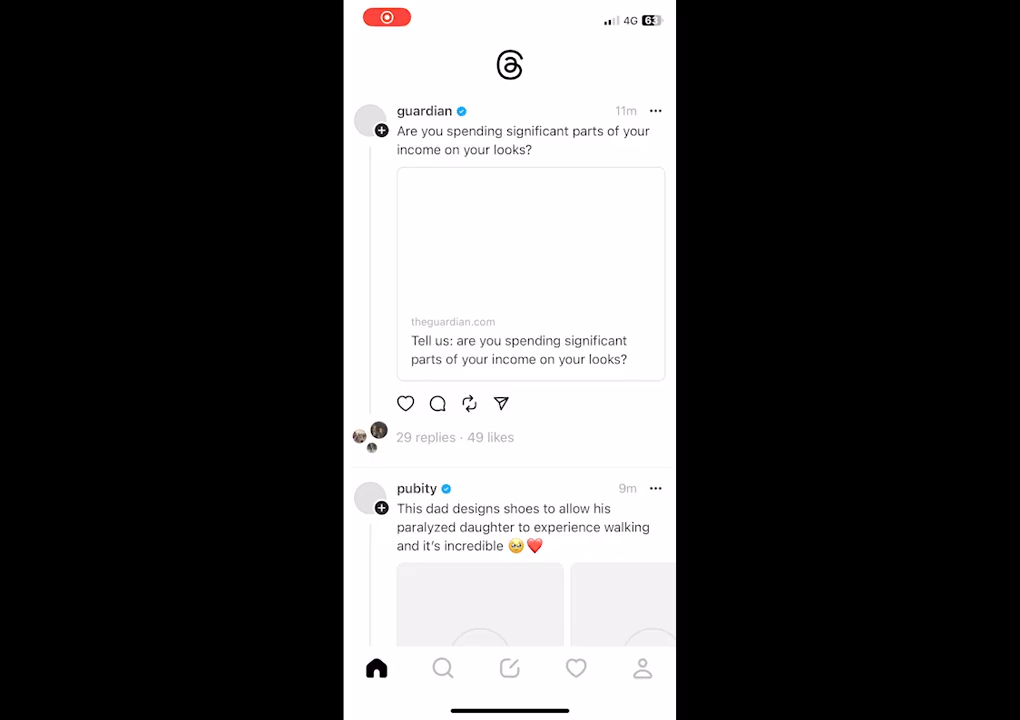 4G 63
guardian 11m
Are you spending significant parts of your
income on your looks?
theguardian.com
Tell us: are you spending significant
parts of your income on your looks?
29 replies · 49 likes
pubity 9m
This dad designs shoes to allow his
paralyzed daughter to experience walking
and it's incredible 🥹❤️